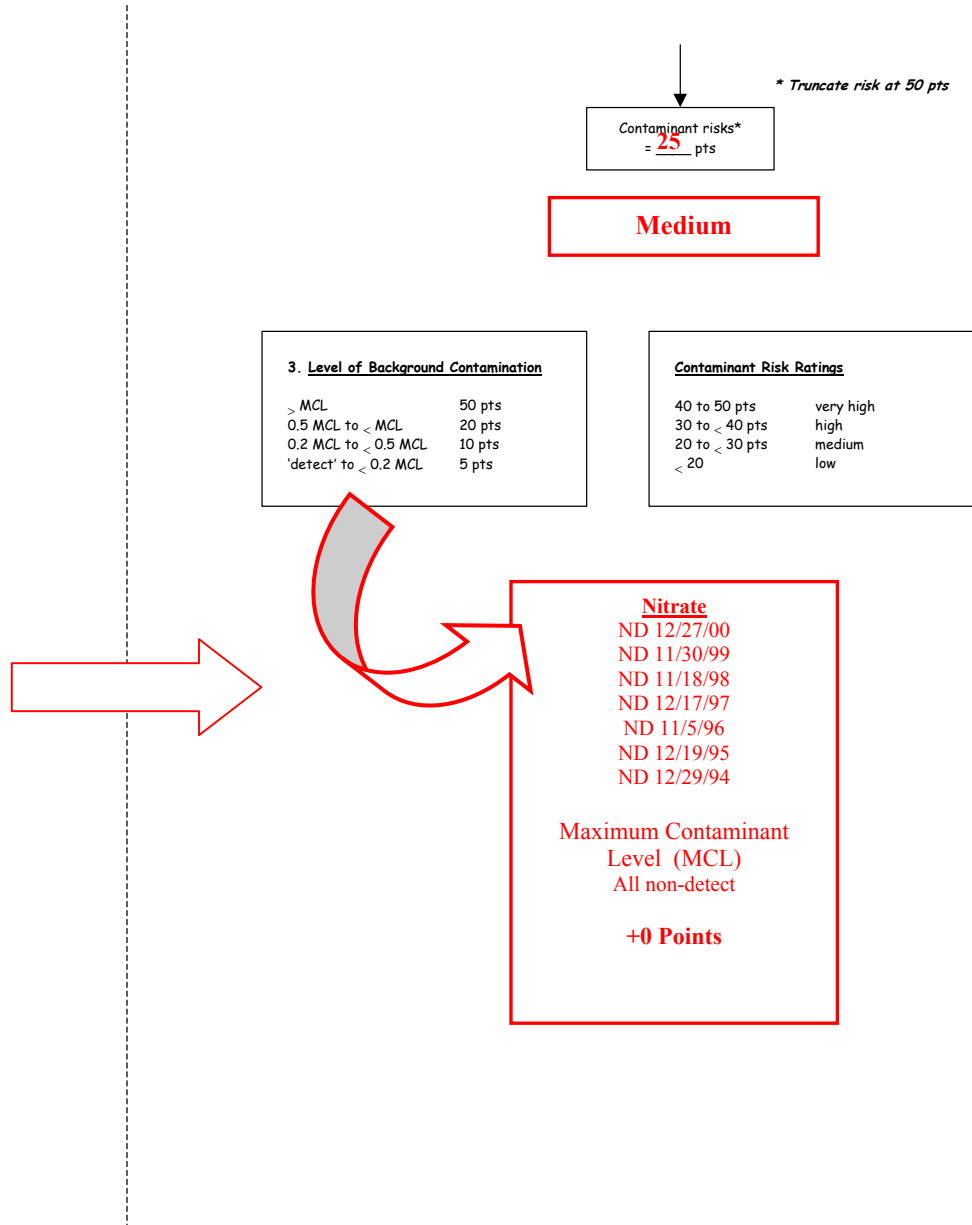 * Truncate risk at 50 pts
Contaminant risks*
= 25 pts
Medium
3. Level of Background Contamination
> MCL 50 pts
0.5 MCL to < MCL 20 pts
0.2 MCL to < 0.5 MCL 10 pts
'detect' to < 0.2 MCL 5 pts
Contaminant Risk Ratings
40 to 50 pts very high
30 to < 40 pts high
20 to < 30 pts medium
< 20 low
Nitrate
ND 12/27/00
ND 11/30/99
ND 11/18/98
ND 12/17/97
ND 11/5/96
ND 12/19/95
ND 12/29/94
Maximum Contaminant
Level (MCL)
All non-detect
+0 Points